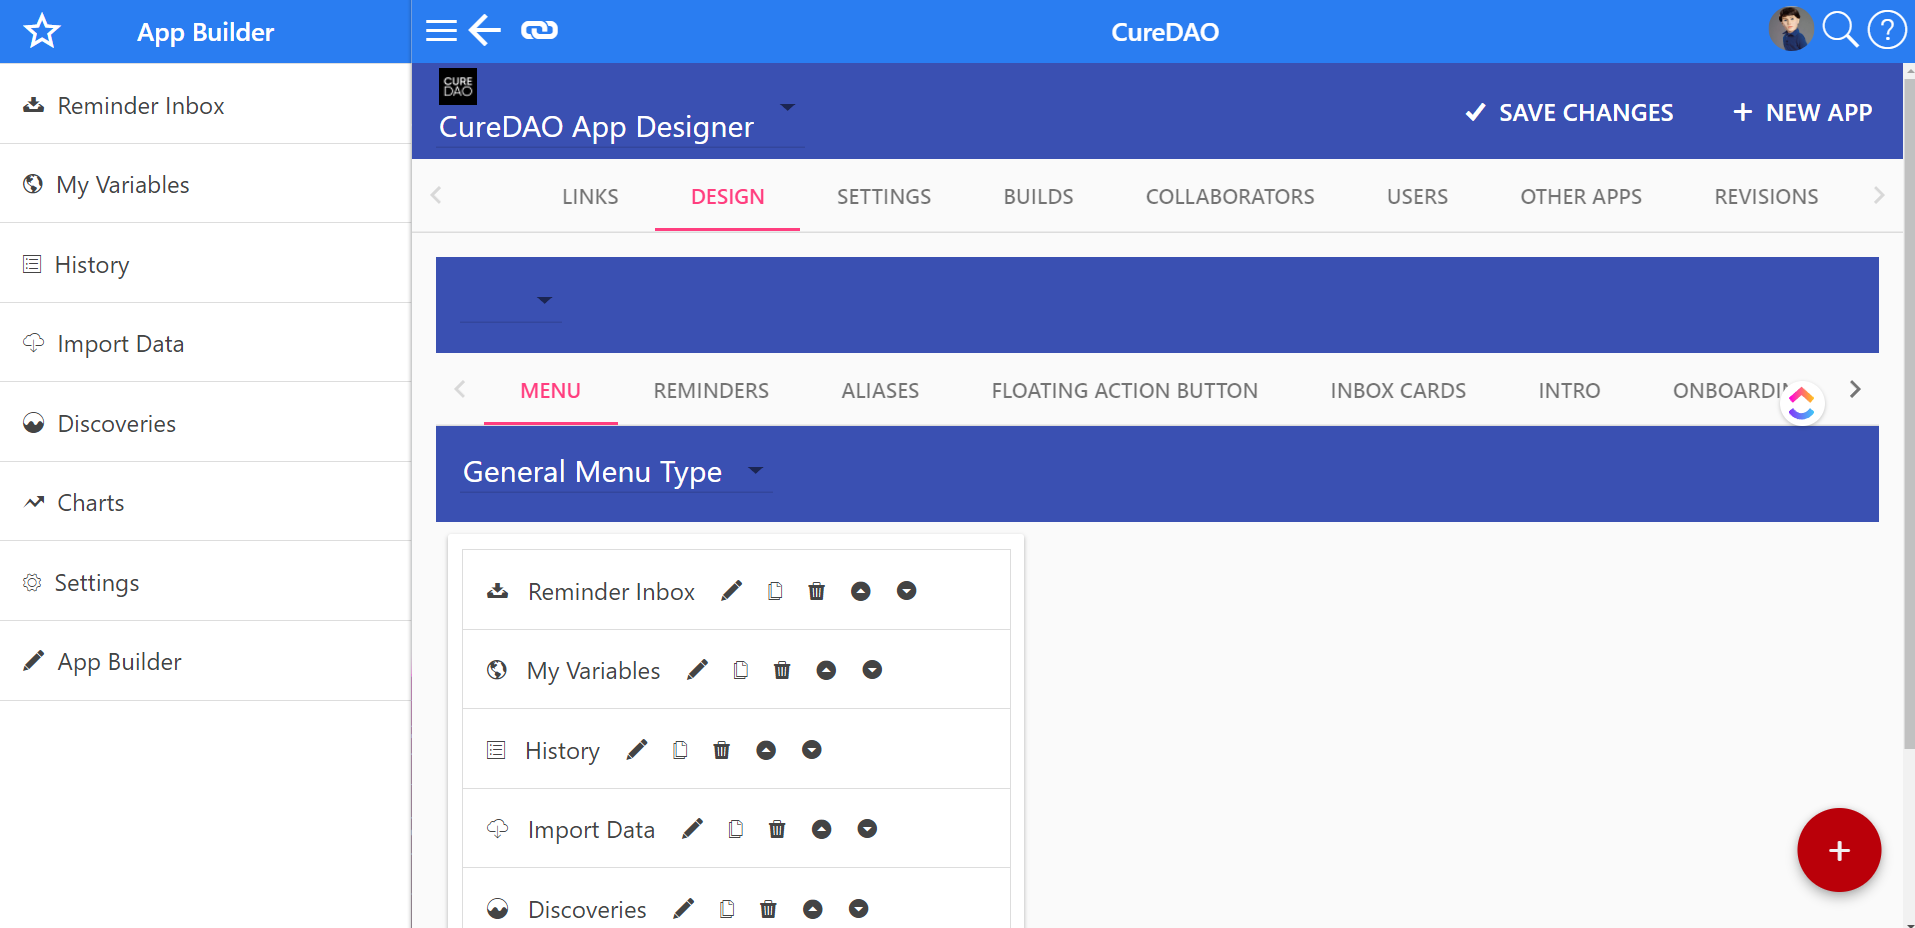 App Builder
CureDAO
?
Reminder Inbox
My Variables
History
Import Data
Discoveries
Charts
Settings
App Builder
CURE
DAO
CureDAO App Designer
SAVE CHANGES
+ NEW APP
LINKS
DESIGN
SETTINGS
BUILDS
COLLABORATORS
USERS
OTHER APPS
REVISIONS
MENU
REMINDERS
ALIASES
FLOATING ACTION BUTTON
INBOX CARDS
INTRO
ONBOARDIN
General Menu Type
Reminder Inbox
My Variables
History
Import Data
Discoveries
+